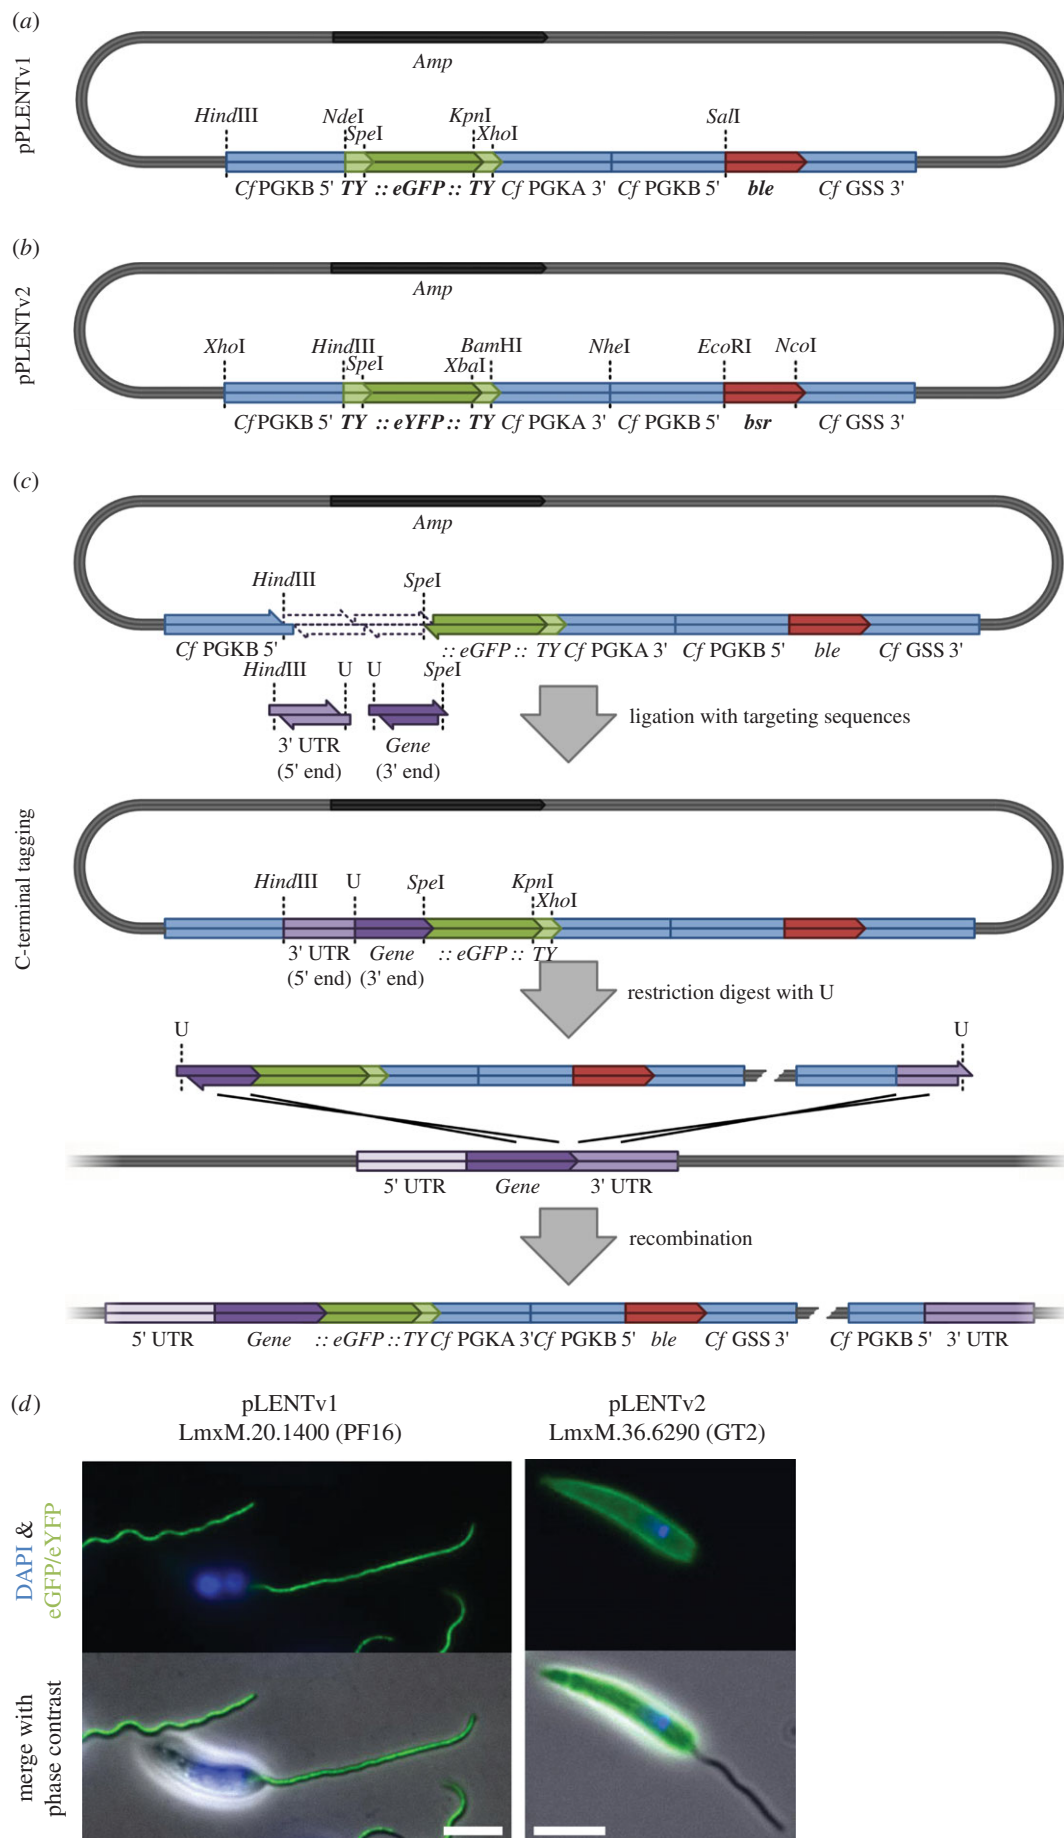 (a)
pPLENTv1
Amp
HindIII
NdeI
SpeI
KpnI
XhoI
SalI
Cf PGKB 5' TY :: eGFP :: TY Cf PGKA 3' Cf PGKB 5' ble Cf GSS 3'
(b)
pPLENTv2
Amp
XhoI
HindIII
SpeI
XbaI
BamHI
NheI
EcoRI
NcoI
Cf PGKB 5' TY :: eYFP :: TY Cf PGKA 3' Cf PGKB 5' bsr Cf GSS 3'
(c)
C-terminal tagging
Amp
HindIII
SpeI
Cf PGKB 5'
:: eGFP :: TY Cf PGKA 3' Cf PGKB 5' ble Cf GSS 3'
HindIII U U SpeI
3' UTR
(5' end)
Gene
(3' end)
ligation with targeting sequences
Amp
HindIII U SpeI KpnI
XhoI
3' UTR
(5' end)
Gene
(3' end)
:: eGFP :: TY
restriction digest with U
U
U
5' UTR Gene 3' UTR
recombination
5' UTR Gene :: eGFP :: TY Cf PGKA 3' Cf PGKB 5' ble Cf GSS 3' Cf PGKB 5' 3' UTR
(d)
pLENTv1
LmxM.20.1400 (PF16)
pLENTv2
LmxM.36.6290 (GT2)
DAPI &
eGFP/eYFP
merge with
phase contrast